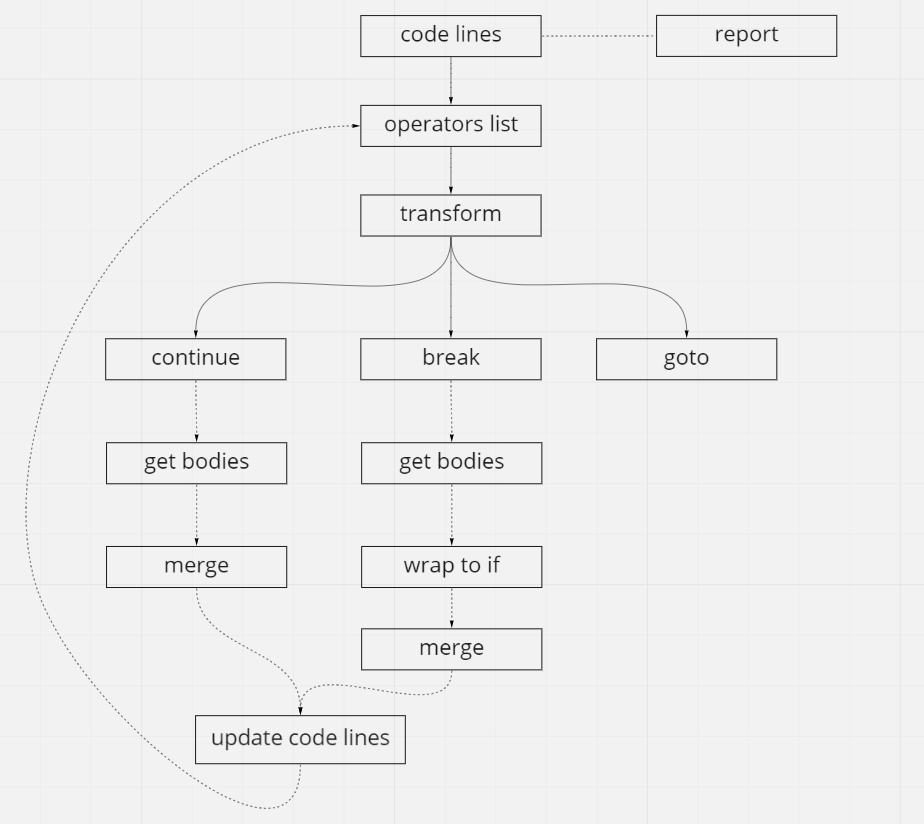 code lines
report
operators list
transform
continue
break
goto
get bodies
get bodies
merge
wrap to if
merge
update code lines